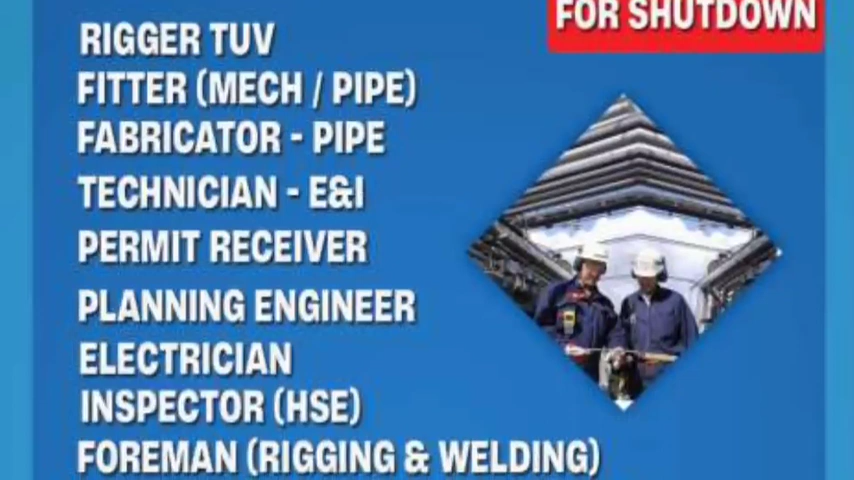 FOR SHUTDOWN
RIGGER TUV
FITTER (MECH / PIPE)
FABRICATOR - PIPE
TECHNICIAN - E&I
PERMIT RECEIVER
PLANNING ENGINEER
ELECTRICIAN
INSPECTOR (HSE)
FOREMAN (RIGGING & WELDING)